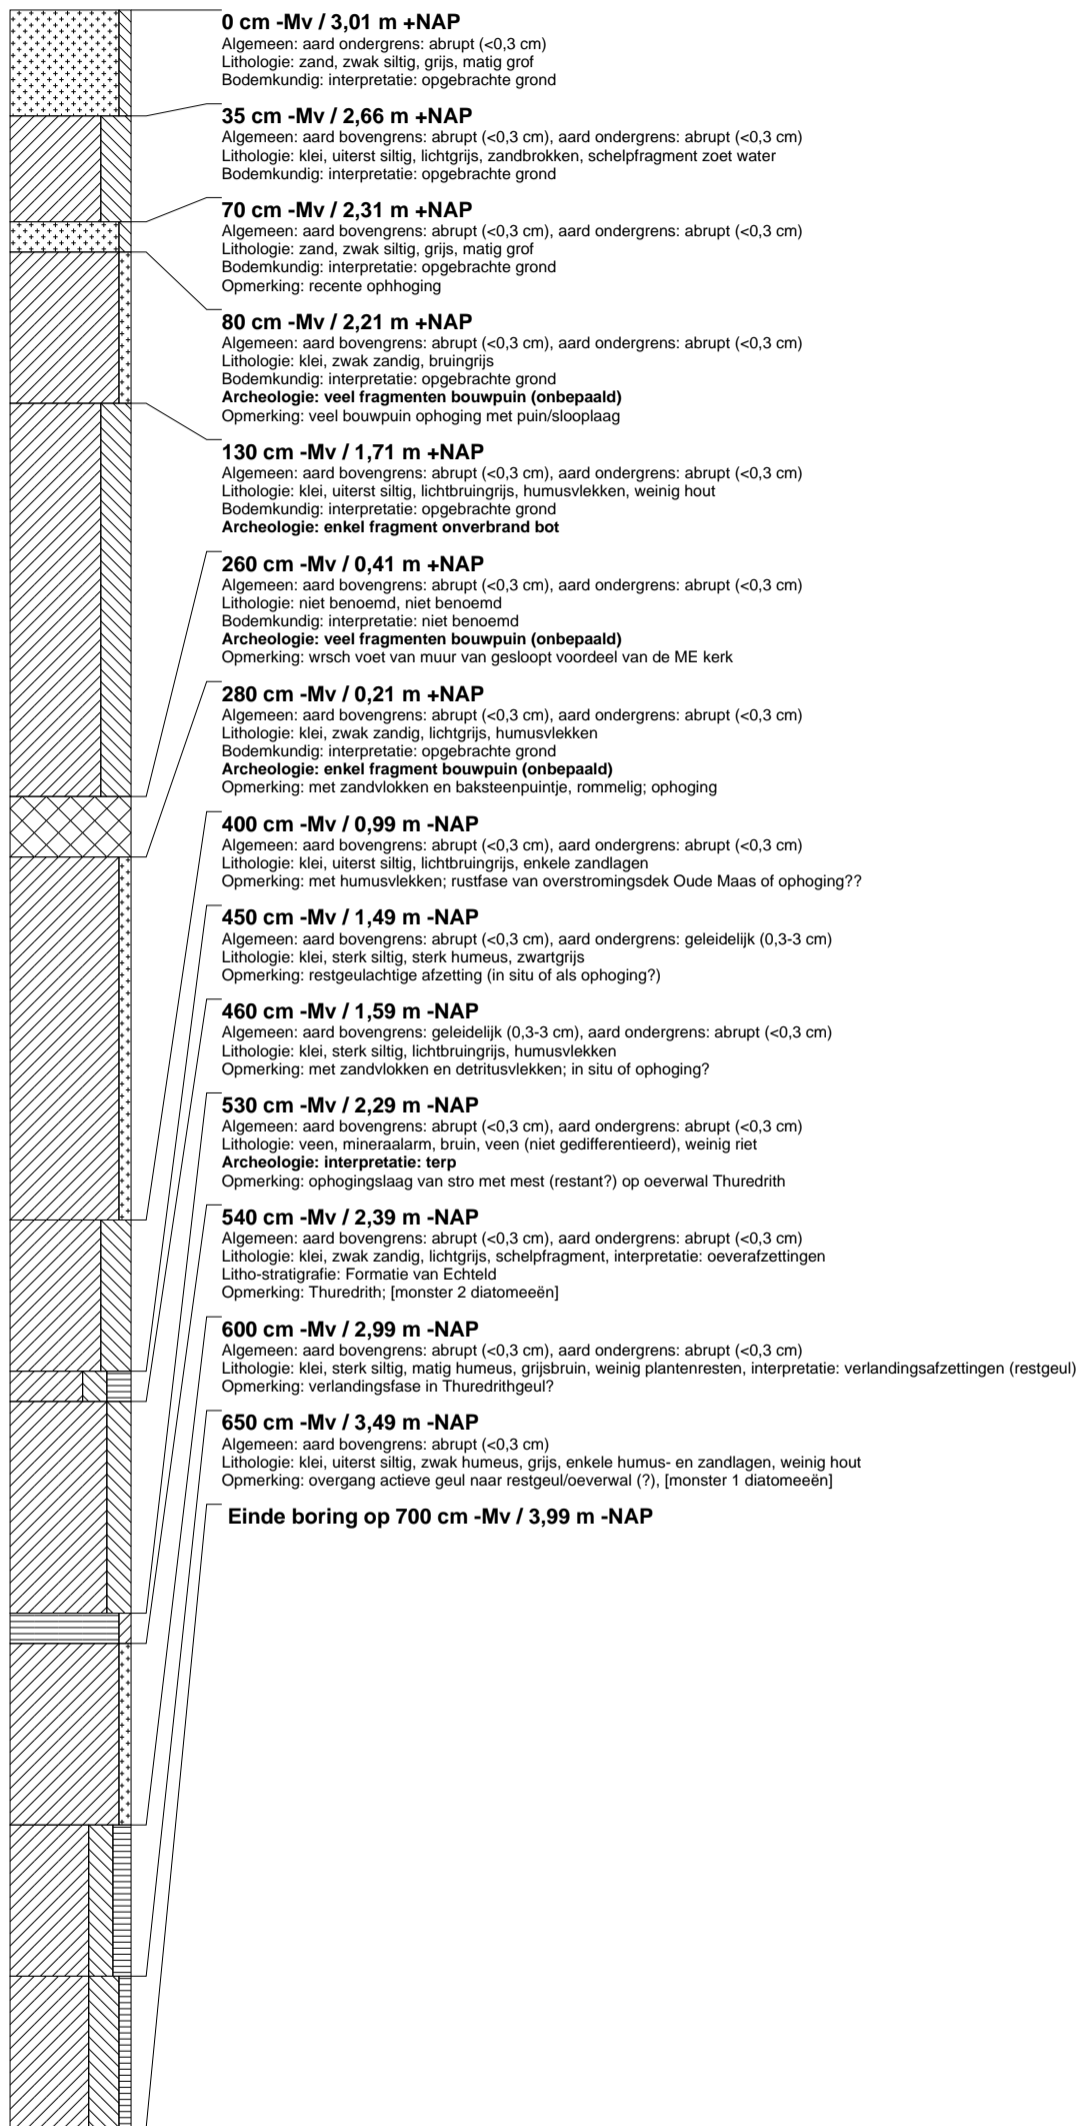 0 cm -Mv / 3,01 m +NAP
Algemeen: aard ondergrens: abrupt (<0,3 cm)
Lithologie: zand, zwak siltig, grijs, matig grof
Bodemkundig: interpretatie: opgebrachte grond
35 cm -Mv / 2,66 m +NAP
Algemeen: aard bovengrens: abrupt (<0,3 cm), aard ondergrens: abrupt (<0,3 cm)
Lithologie: klei, uiterst siltig, lichtgrijs, zandbrokken, schelpfragment zoet water
Bodemkundig: interpretatie: opgebrachte grond
70 cm -Mv / 2,31 m +NAP
Algemeen: aard bovengrens: abrupt (<0,3 cm), aard ondergrens: abrupt (<0,3 cm)
Lithologie: zand, zwak siltig, grijs, matig grof
Bodemkundig: interpretatie: opgebrachte grond
Opmerking: recente ophhoging
80 cm -Mv / 2,21 m +NAP
Algemeen: aard bovengrens: abrupt (<0,3 cm), aard ondergrens: abrupt (<0,3 cm)
Lithologie: klei, zwak zandig, bruingrijs
Bodemkundig: interpretatie: opgebrachte grond
Archeologie: veel fragmenten bouwpuin (onbepaald)
Opmerking: veel bouwpuin ophoging met puin/slooplaag
130 cm -Mv / 1,71 m +NAP
Algemeen: aard bovengrens: abrupt (<0,3 cm), aard ondergrens: abrupt (<0,3 cm)
Lithologie: klei, uiterst siltig, lichtbruingrijs, humusvlekken, weinig hout
Bodemkundig: interpretatie: opgebrachte grond
Archeologie: enkel fragment onverbrand bot
260 cm -Mv / 0,41 m +NAP
Algemeen: aard bovengrens: abrupt (<0,3 cm), aard ondergrens: abrupt (<0,3 cm)
Lithologie: niet benoemd, niet benoemd
Bodemkundig: interpretatie: niet benoemd
Archeologie: veel fragmenten bouwpuin (onbepaald)
Opmerking: wrsch voet van muur van gesloopt voordeel van de ME kerk
280 cm -Mv / 0,21 m +NAP
Algemeen: aard bovengrens: abrupt (<0,3 cm), aard ondergrens: abrupt (<0,3 cm)
Lithologie: klei, zwak zandig, lichtgrijs, humusvlekken
Bodemkundig: interpretatie: opgebrachte grond
Archeologie: enkel fragment bouwpuin (onbepaald)
Opmerking: met zandvlokken en baksteenpuintje, rommelig; ophoging
400 cm -Mv / 0,99 m -NAP
Algemeen: aard bovengrens: abrupt (<0,3 cm), aard ondergrens: abrupt (<0,3 cm)
Lithologie: klei, uiterst siltig, lichtbruingrijs, enkele zandlagen
Opmerking: met humusvlekken; rustfase van overstromingsdek Oude Maas of ophoging??
450 cm -Mv / 1,49 m -NAP
Algemeen: aard bovengrens: abrupt (<0,3 cm), aard ondergrens: geleidelijk (0,3-3 cm)
Lithologie: klei, sterk siltig, sterk humeus, zwartgrijs
Opmerking: restgeulachtige afzetting (in situ of als ophoging?)
460 cm -Mv / 1,59 m -NAP
Algemeen: aard bovengrens: geleidelijk (0,3-3 cm), aard ondergrens: abrupt (<0,3 cm)
Lithologie: klei, sterk siltig, lichtbruingrijs, humusvlekken
Opmerking: met zandvlokken en detritusvlekken; in situ of ophoging?
530 cm -Mv / 2,29 m -NAP
Algemeen: aard bovengrens: abrupt (<0,3 cm), aard ondergrens: abrupt (<0,3 cm)
Lithologie: veen, mineraalarm, bruin, veen (niet gedifferentieerd), weinig riet
Archeologie: interpretatie: terp
Opmerking: ophogingslaag van stro met mest (restant?) op oeverwal Thuredrith
540 cm -Mv / 2,39 m -NAP
Algemeen: aard bovengrens: abrupt (<0,3 cm), aard ondergrens: abrupt (<0,3 cm)
Lithologie: klei, zwak zandig, lichtgrijs, schelpfragment, interpretatie: oeverafzettingen
Litho-stratigrafie: Formatie van Echteld
Opmerking: Thuredrith; [monster 2 diatomeeën]
600 cm -Mv / 2,99 m -NAP
Algemeen: aard bovengrens: abrupt (<0,3 cm), aard ondergrens: abrupt (<0,3 cm)
Lithologie: klei, sterk siltig, matig humeus, grijsbruin, weinig plantenresten, interpretatie: verlandingsafzettingen (restgeul)
Opmerking: verlandingsfase in Thuredrithgeul?
650 cm -Mv / 3,49 m -NAP
Algemeen: aard bovengrens: abrupt (<0,3 cm)
Lithologie: klei, uiterst siltig, zwak humeus, grijs, enkele humus- en zandlagen, weinig hout
Opmerking: overgang actieve geul naar restgeul/oeverwal (?), [monster 1 diatomeeën]
Einde boring op 700 cm -Mv / 3,99 m -NAP